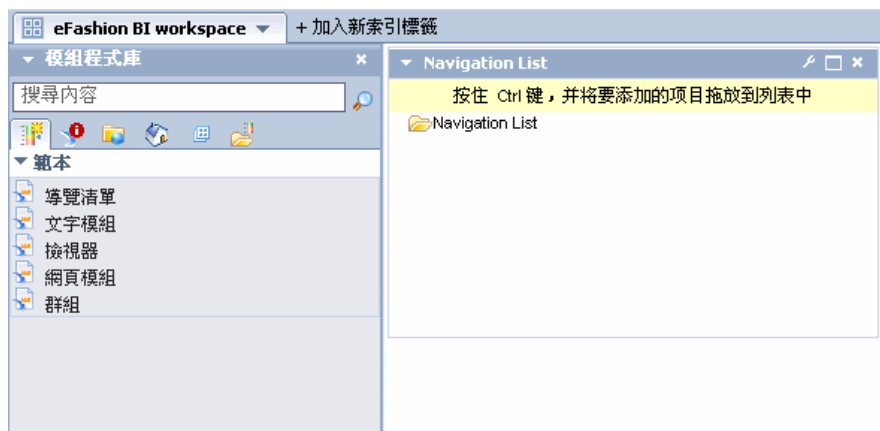 eFashion BI workspace + 加入新索引標籤
模組程式庫
搜尋內容
範本
導覽清單
文字模組
檢視器
網頁模組
群組
Navigation List
按住 Ctrl 键，并将要添加的项目拖放到列表中
Navigation List